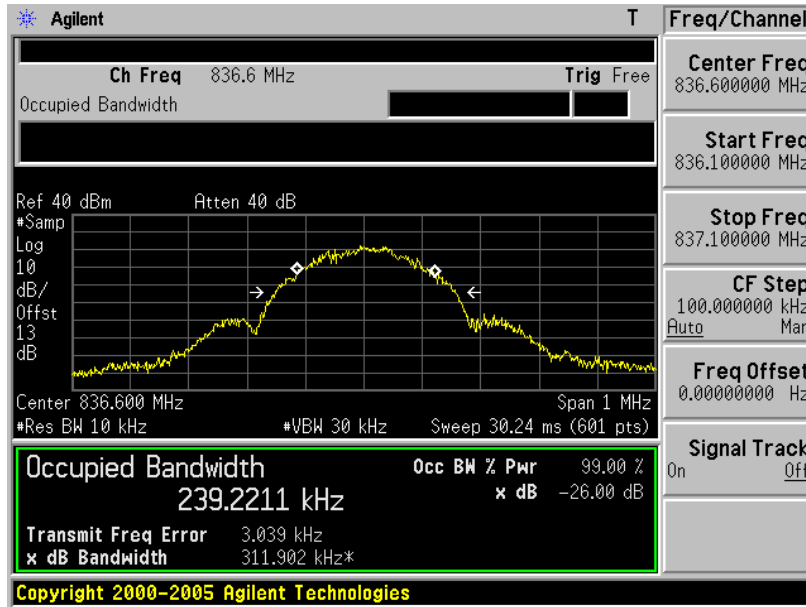 Agilent T Freq/Channel
Ch Freq 836.6 MHz Trig Free
Occupied Bandwidth
Center Freq
836.600000 MHz
Start Freq
836.100000 MHz
Stop Freq
837.100000 MHz
CF Step
100.000000 kHz
Auto Man
Freq Offset
0.00000000 Hz
Signal Track
On Off
Ref 40 dBm Atten 40 dB
#Samp
Log
10
dB/
Offst
13
dB
Center 836.600 MHz Span 1 MHz
#Res BW 10 kHz #VBW 30 kHz Sweep 30.24 ms (601 pts)
Occupied Bandwidth Occ BW % Pwr 99.00 %
239.2211 kHz x dB -26.00 dB
Transmit Freq Error 3.039 kHz
x dB Bandwidth 311.902 kHz*
Copyright 2000-2005 Agilent Technologies